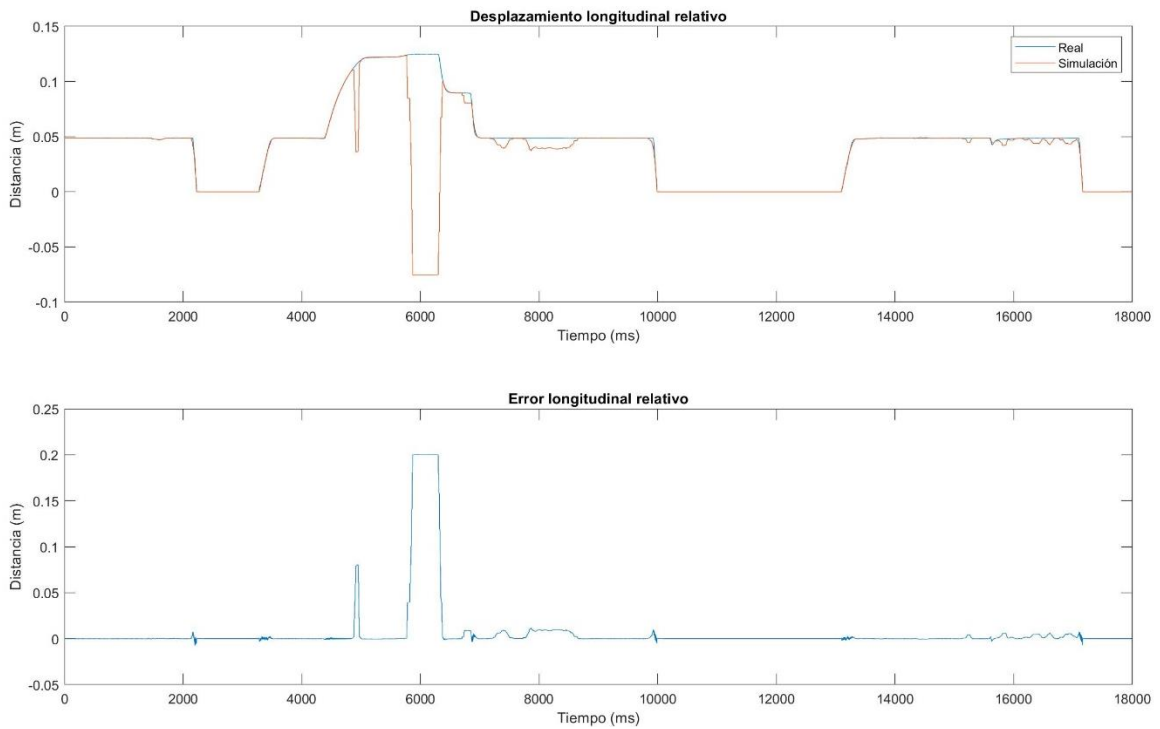 Desplazamiento longitudinal relativo
0.15
0.1
0.05
0
-0.05
-0.1
Distancia (m)
Real
Simulación
0 2000 4000 6000 8000 10000 12000 14000 16000 18000
Tiempo (ms)
Error longitudinal relativo
0.25
0.2
0.15
0.1
0.05
0
-0.05
Distancia (m)
0 2000 4000 6000 8000 10000 12000 14000 16000 18000
Tiempo (ms)